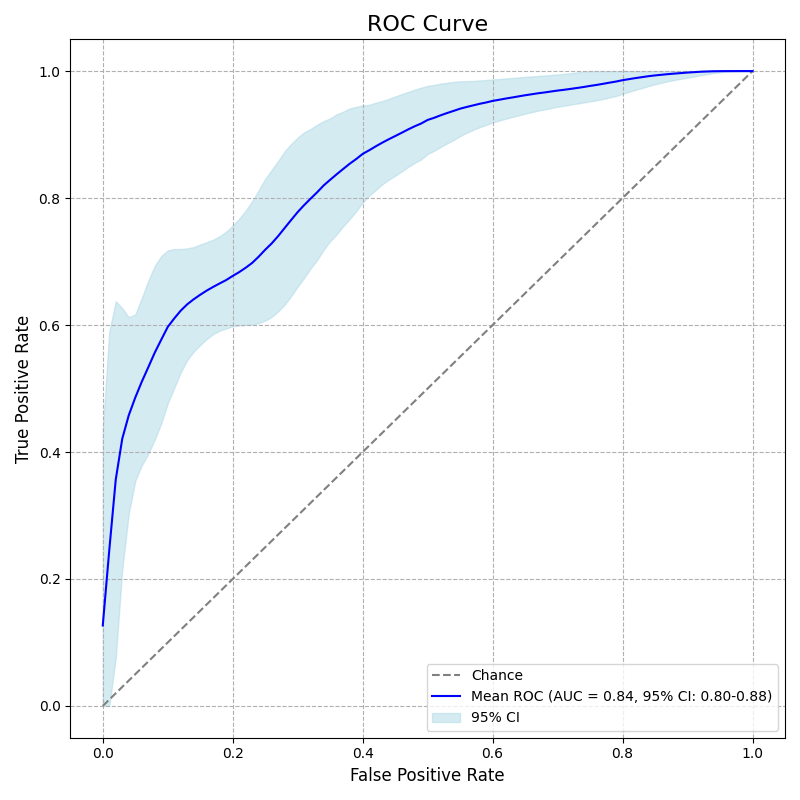 ROC Curve
True Positive Rate
1.0
0.8
0.6
0.4
0.2
0.0
0.0 0.2 0.4 0.6 0.8 1.0
False Positive Rate
Chance
Mean ROC (AUC = 0.84, 95% CI: 0.80-0.88)
95% CI